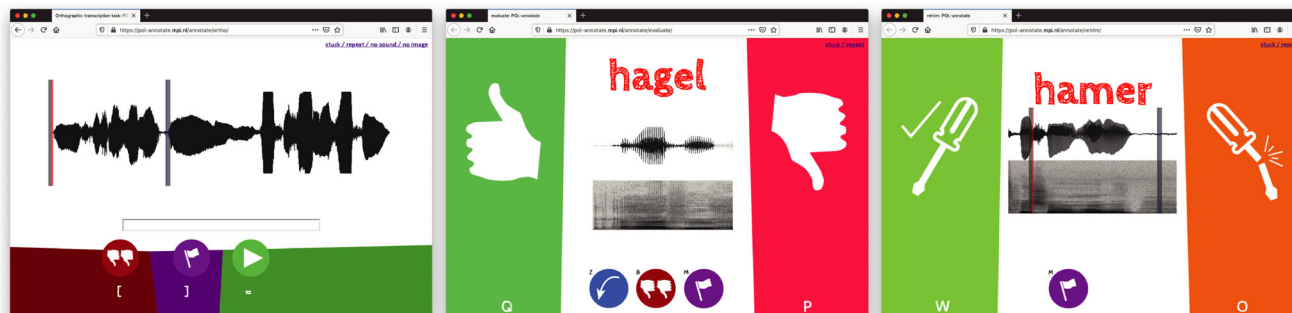 Orthographic transcription task: PO
https://pol-annotate.mpi.nl/annotate/ortho/
stuck / repeat / no sound / no image
[
]
=
evaluate: POL-annotate
https://pol-annotate.mpi.nl/annotate/evaluate/
stuck / repeat
hagel
Z
B
M
Q
P
retrim: POL-annotate
https://pol-annotate.mpi.nl/annotate/retrim/
stuck / rep
hamer
M
W
O